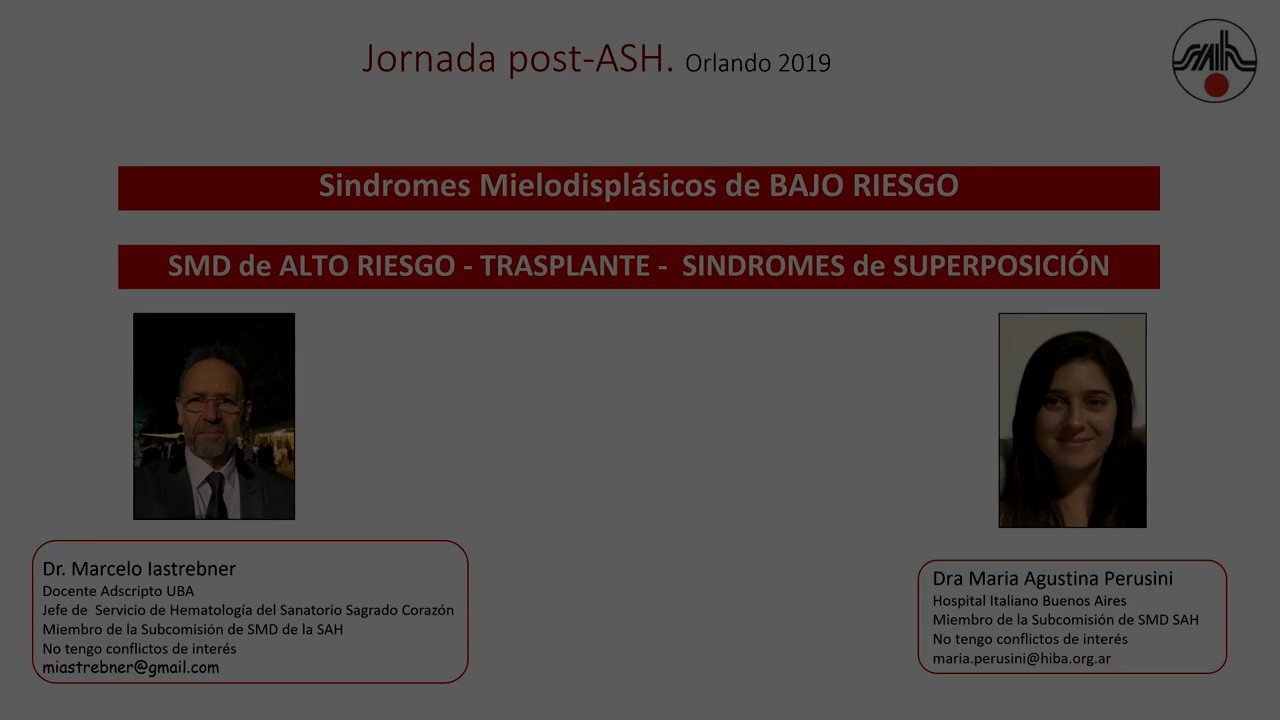 Jornada post-ASH. Orlando 2019
Sindromes Mielodisplásicos de BAJO RIESGO
SMD de ALTO RIESGO - TRASPLANTE - SINDROMES de SUPERPOSICIÓN
Dr. Marcelo Iastrebner
Docente Adscripto UBA
Jefe de Servicio de Hematología del Sanatorio Sagrado Corazón
Miembro de la Subcomisión de SMD de la SAH
No tengo conflictos de interés
miastrebner@gmail.com
Dra Maria Agustina Perusini
Hospital Italiano Buenos Aires
Miembro de la Subcomisión de SMD SAH
No tengo conflictos de interés
maria.perusini@hiba.org.ar